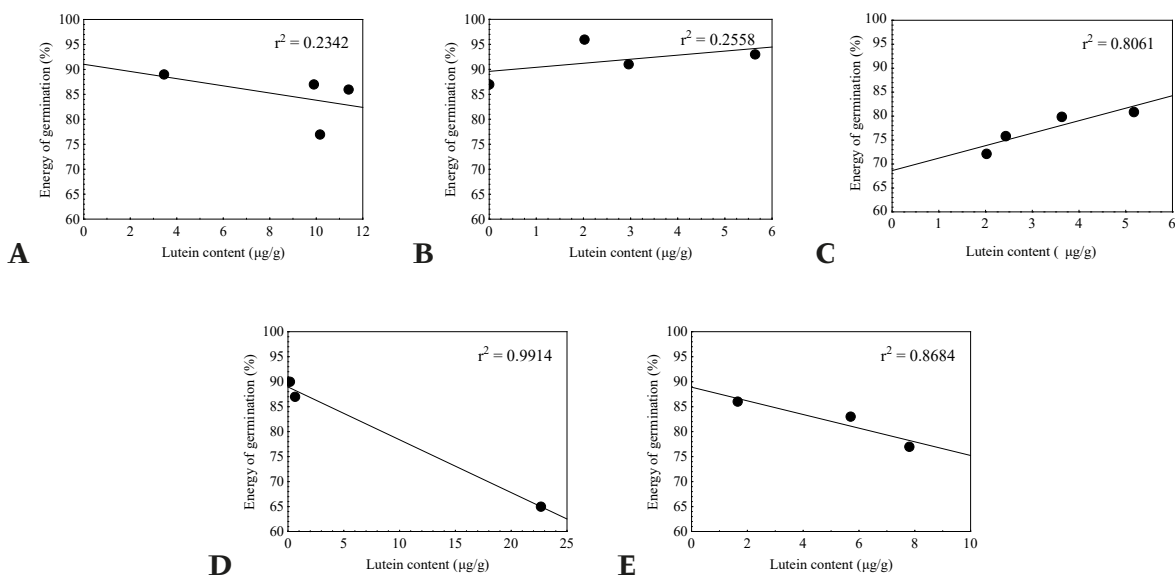 r² = 0.2342
100
95
90
85
80
75
70
65
60
Energy of germination (%)
0 2 4 6 8 10 12
Lutein content (μg/g)
A
r² = 0.2558
100
95
90
85
80
75
70
65
60
Energy of germination (%)
0 1 2 3 4 5 6
Lutein content (μg/g)
B
r² = 0.8061
100
95
90
85
80
75
70
65
60
Energy of germination (%)
0 1 2 3 4 5 6
Lutein content ( μg/g)
C
r² = 0.9914
100
95
90
85
80
75
70
65
60
Energy of germination (%)
0 5 10 15 20 25
Lutein content (μg/g)
D
r² = 0.8684
100
95
90
85
80
75
70
65
60
Energy of germination (%)
0 2 4 6 8 10
Lutein content (μg/g)
E